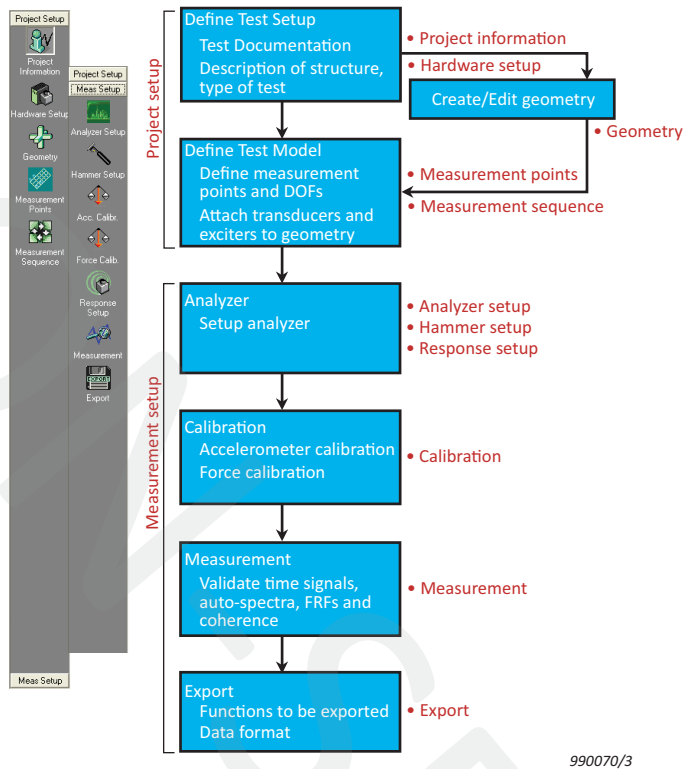 Project Setup
Project
Information
Hardware Setup
Geometry
Measurement
Points
Measurement
Sequence
Meas Setup
Project Setup
Meas Setup
Analyzer Setup
Hammer Setup
Acc. Calibr.
Force Calib.
Response
Setup
Measurement
EXPORT
Export
Project setup
Define Test Setup
Test Documentation
Description of structure,
type of test
• Project information
• Hardware setup
Create/Edit geometry
• Geometry
Define Test Model
Define measurement
points and DOFs
Attach transducers and
exciters to geometry
• Measurement points
• Measurement sequence
Measurement setup
Analyzer
Setup analyzer
• Analyzer setup
• Hammer setup
• Response setup
Calibration
Accelerometer calibration
Force calibration
• Calibration
Measurement
Validate time signals,
auto-spectra, FRFs and
coherence
• Measurement
Export
Functions to be exported
Data format
• Export
990070/3